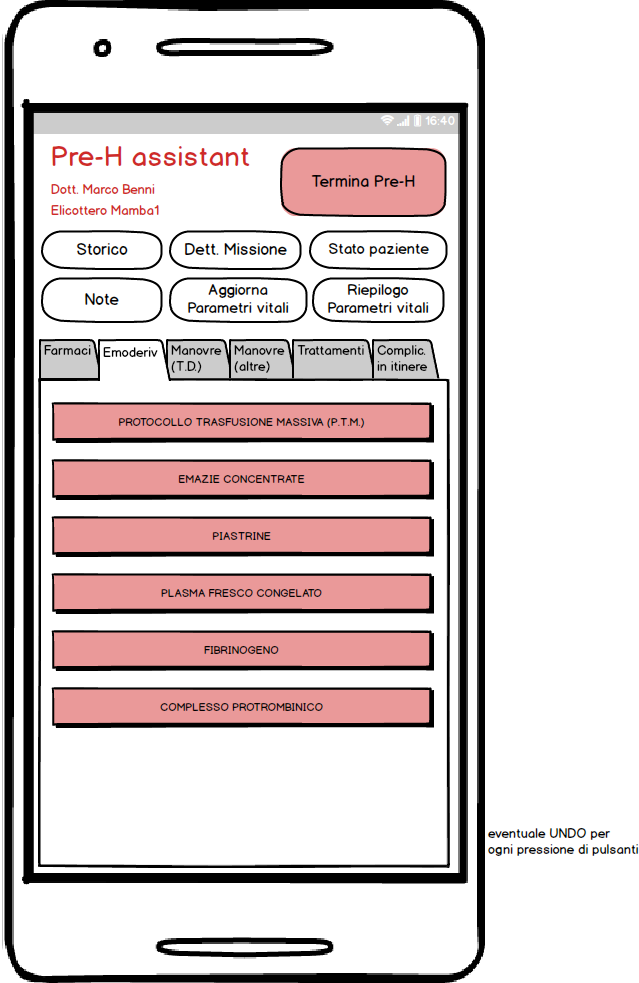 16:40
Pre-H assistant
Dott. Marco Benni
Elicottero Mamba1
Termina Pre-H
Storico
Dett. Missione
Stato paziente
Note
Aggiorna
Parametri vitali
Riepilogo
Parametri vitali
Farmaci
Emoderiv
Manovre
(T.D.)
Manovre
(altre)
Trattamenti
Complic.
in itinere
PROTOCOLLO TRASFUSIONE MASSIVA (P.T.M.)
EMAZIE CONCENTRATE
PIASTRINE
PLASMA FRESCO CONGELATO
FIBRINOGENO
COMPLESSO PROTROMBINICO
eventuale UNDO per
ogni pressione di pulsanti